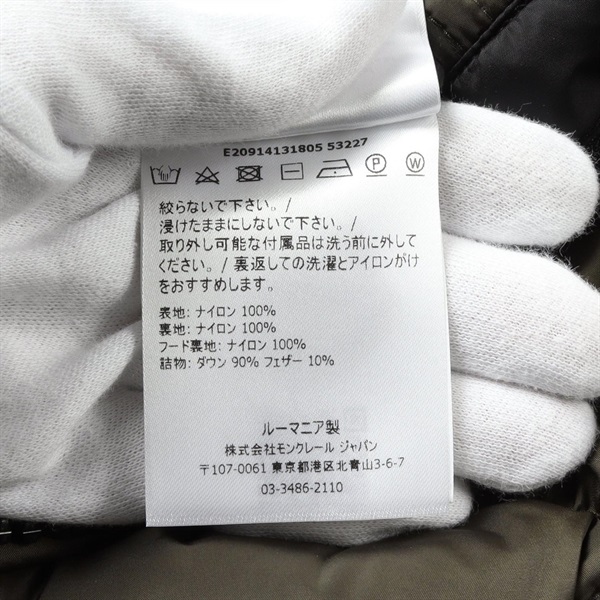 E20914131805 53227
P W
絞らないで下さい。/
浸けたままにしないで下さい。/
取り外し可能な付属品は洗う前に外して
ください。/ 裏返しての洗濯とアイロンがけ
をおすすめします。
表地: ナイロン 100%
裏地: ナイロン 100%
フード裏地: ナイロン 100%
詰物: ダウン 90% フェザー 10%
ルーマニア製
株式会社モンクレール ジャパン
〒107-0061 東京都港区北青山3-6-7
03-3486-2110